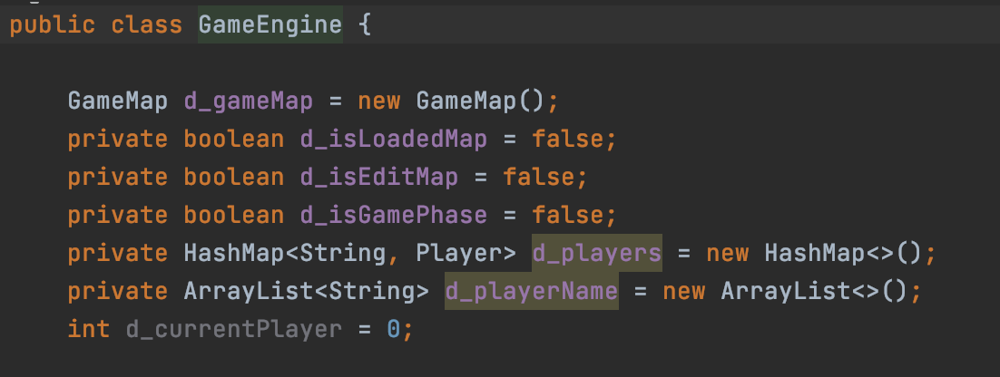 public class GameEngine {
GameMap d_gameMap = new GameMap();
private boolean d_isLoadedMap = false;
private boolean d_isEditMap = false;
private boolean d_isGamePhase = false;
private HashMap<String, Player> d_players = new HashMap<>();
private ArrayList<String> d_playerName = new ArrayList<>();
int d_currentPlayer = 0;